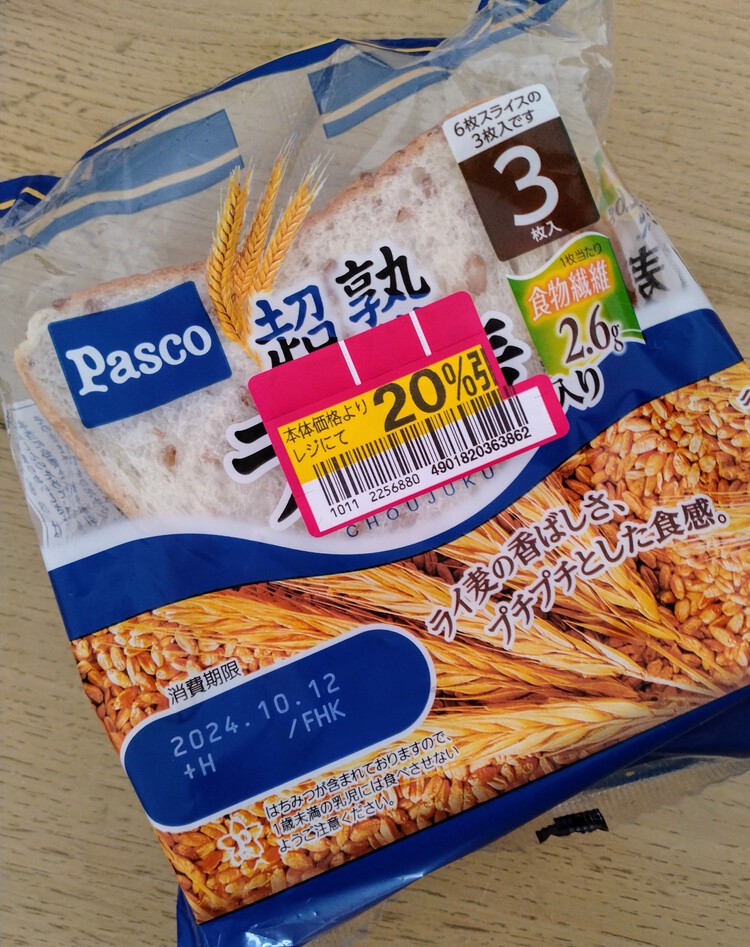 6枚スライスの
3枚入です
3
枚入
1枚当たり
食物繊維
2.6g
入り
Pasco
超熟
本体価格より
レジにて
20%引
1011 2256880 4901820363862
CHOUJUKU
ライ麦の香ばしさ、
プチプチとした食感。
消費期限
2024.10.12
+H /FHK
はちみつが含まれておりますので、
1歳未満の乳児には食べさせない
ようご注意ください。